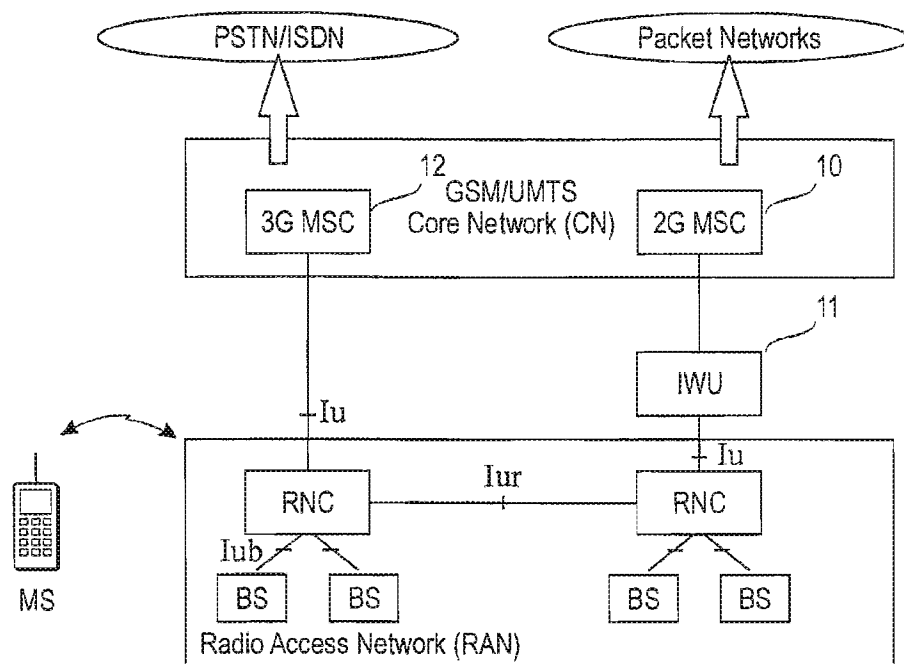 PSTN/ISDN
Packet Networks
12
GSM/UMTS
Core Network (CN)
10
3G MSC
2G MSC
11
IWU
Iu
Iu
RNC
Iur
RNC
Iub
BS
BS
BS
BS
MS
Radio Access Network (RAN)